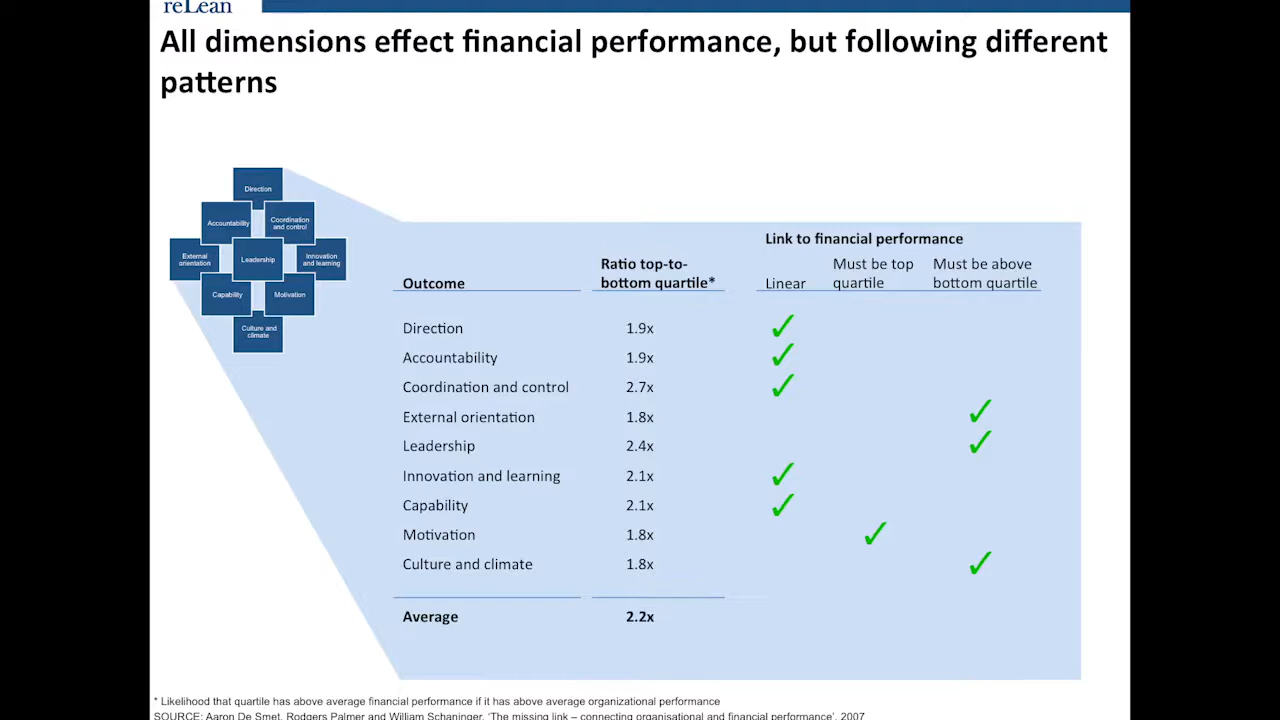 reLean
All dimensions effect financial performance, but following different
patterns
Direction
Accountability
Coordination
and control
External
orientation
Leadership
Innovation
and learning
Capability
Motivation
Culture and
climate
Link to financial performance
Outcome
Ratio top-to-
bottom quartile*
Linear
Must be top
quartile
Must be above
bottom quartile
Direction 1.9x ✓
Accountability 1.9x ✓
Coordination and control 2.7x ✓
External orientation 1.8x ✓
Leadership 2.4x ✓
Innovation and learning 2.1x ✓
Capability 2.1x ✓
Motivation 1.8x ✓
Culture and climate 1.8x ✓
Average 2.2x
* Likelihood that quartile has above average financial performance if it has above average organizational performance
SOURCE: Aaron De Smet, Rodgers Palmer and William Schaninger, 'The missing link – connecting organisational and financial performance', 2007